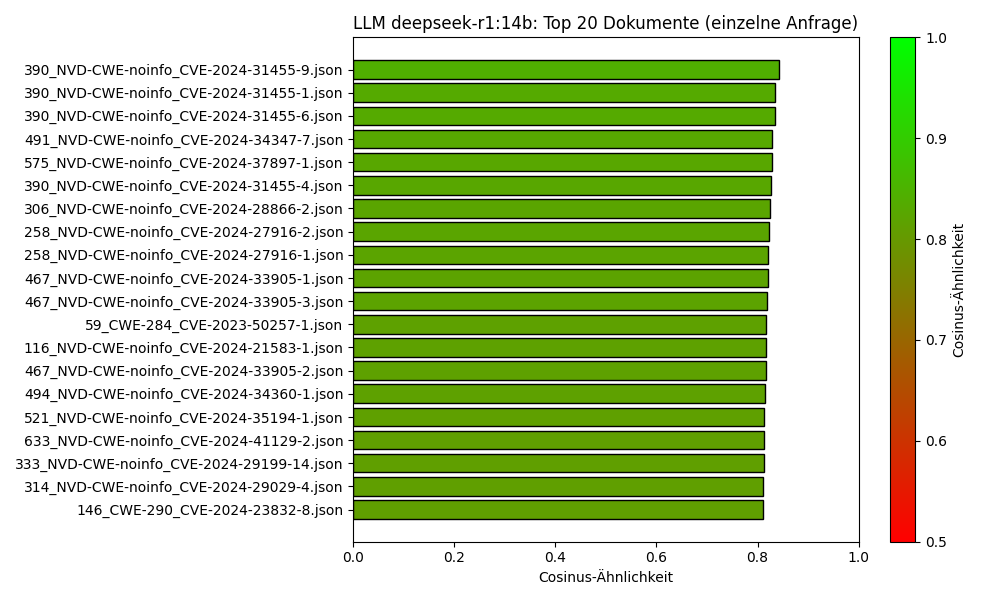 LLM deepseek-r1:14b: Top 20 Dokumente (einzelne Anfrage)
390_NVD-CWE-noinfo_CVE-2024-31455-9.json
390_NVD-CWE-noinfo_CVE-2024-31455-1.json
390_NVD-CWE-noinfo_CVE-2024-31455-6.json
491_NVD-CWE-noinfo_CVE-2024-34347-7.json
575_NVD-CWE-noinfo_CVE-2024-37897-1.json
390_NVD-CWE-noinfo_CVE-2024-31455-4.json
306_NVD-CWE-noinfo_CVE-2024-28866-2.json
258_NVD-CWE-noinfo_CVE-2024-27916-2.json
258_NVD-CWE-noinfo_CVE-2024-27916-1.json
467_NVD-CWE-noinfo_CVE-2024-33905-1.json
467_NVD-CWE-noinfo_CVE-2024-33905-3.json
59_CWE-284_CVE-2023-50257-1.json
116_NVD-CWE-noinfo_CVE-2024-21583-1.json
467_NVD-CWE-noinfo_CVE-2024-33905-2.json
494_NVD-CWE-noinfo_CVE-2024-34360-1.json
521_NVD-CWE-noinfo_CVE-2024-35194-1.json
633_NVD-CWE-noinfo_CVE-2024-41129-2.json
333_NVD-CWE-noinfo_CVE-2024-29199-14.json
314_NVD-CWE-noinfo_CVE-2024-29029-4.json
146_CWE-290_CVE-2024-23832-8.json
0.0 0.2 0.4 0.6 0.8 1.0
Cosinus-Ähnlichkeit
1.0
0.9
0.8
0.7
0.6
0.5
Cosinus-Ähnlichkeit